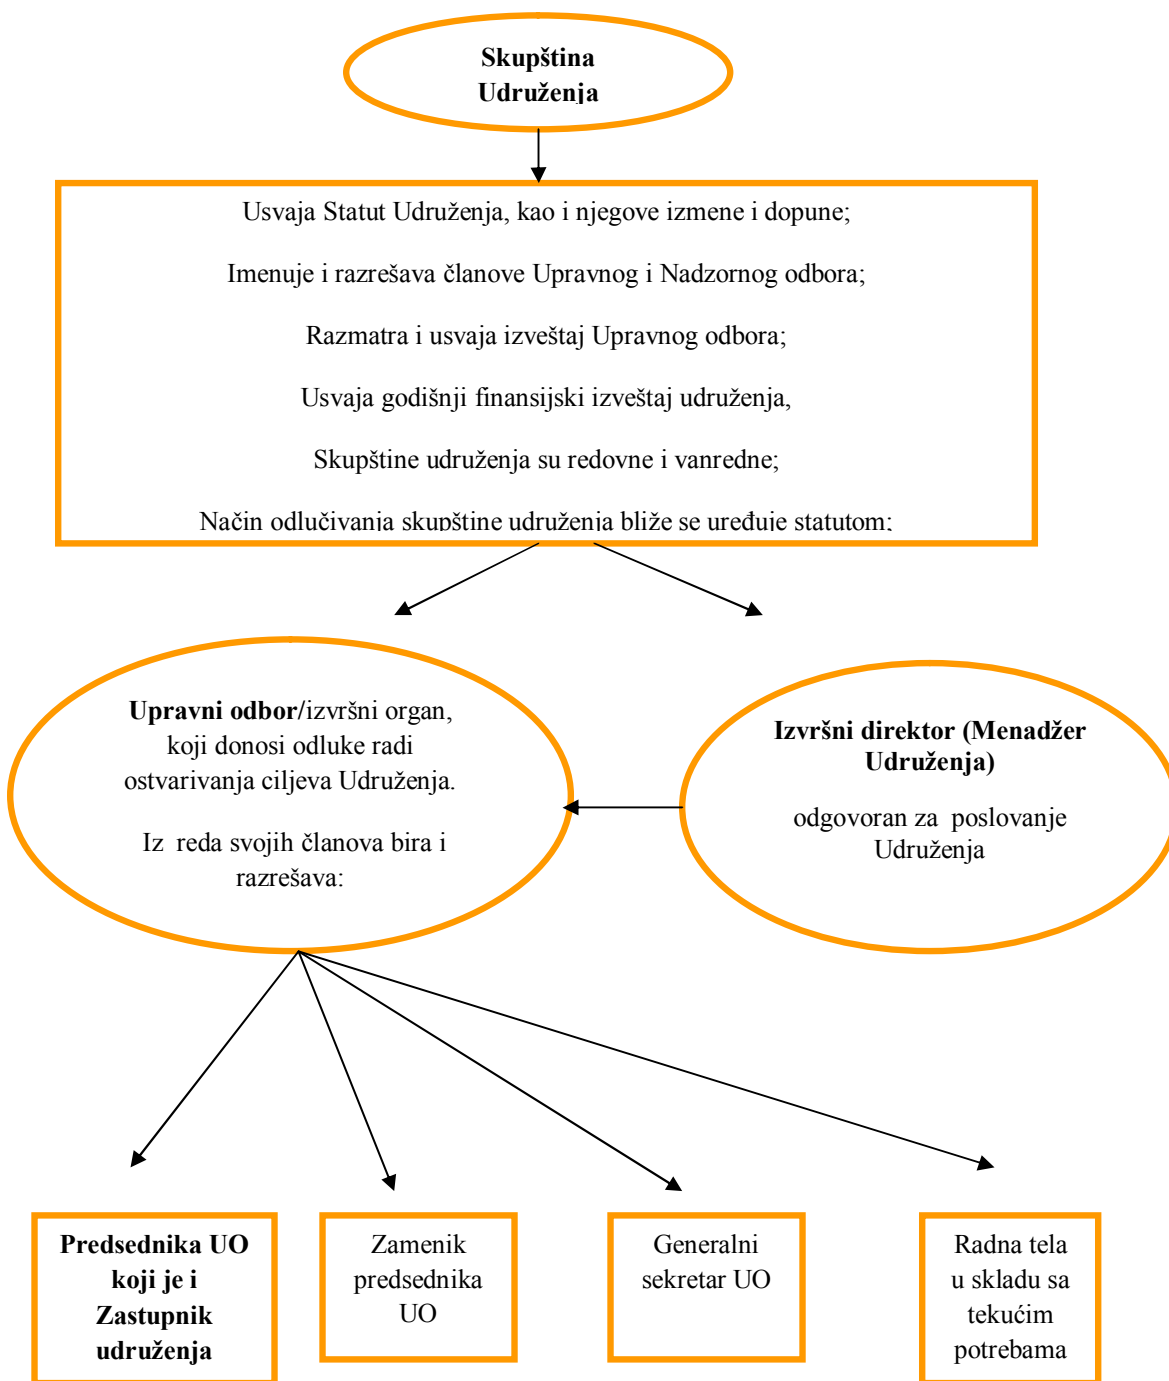 Skupština
Udruženja
Usvaja Statut Udruženja, kao i njegove izmene i dopune;
Imenuje i razrešava članove Upravnog i Nadzornog odbora;
Razmatra i usvaja izveštaj Upravnog odbora;
Usvaja godišnji finansijski izveštaj udruženja,
Skupštine udruženja su redovne i vanredne;
Način odlučivanja skupštine udruženja bliže se uređuje statutom;
Upravni odbor/izvršni organ,
koji donosi odluke radi
ostvarivanja ciljeva Udruženja.
Iz reda svojih članova bira i
razrešava:
Izvršni direktor (Menadžer
Udruženja)
odgovoran za poslovanje
Udruženja
Predsednika UO
koji je i
Zastupnik
udruženja
Zamenik
predsednika
UO
Generalni
sekretar UO
Radna tela
u skladu sa
tekućim
potrebama